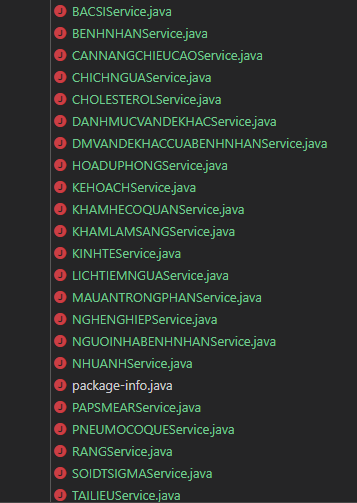 BACSIService.java
BENHNHANService.java
CANNANGCHIEUCAOService.java
CHICHNGUAService.java
CHOLESTEROLService.java
DANHMUCVANDEKHACService.java
DMVANDEKHACCUABENHNHANService.java
HOADUPHONGService.java
KEHOACHService.java
KHAMHECOQUANService.java
KHAMLAMSANGService.java
KINHTEService.java
LICHTIEMNGUAService.java
MAUANTRONGPHANService.java
NGHENGHIEPService.java
NGUOINHABENHNHANService.java
NHUANHService.java
package-info.java
PAPSMEARService.java
PNEUMOCOQUEService.java
RANGService.java
SOIDTSIGMAService.java
TAILIEUService.java